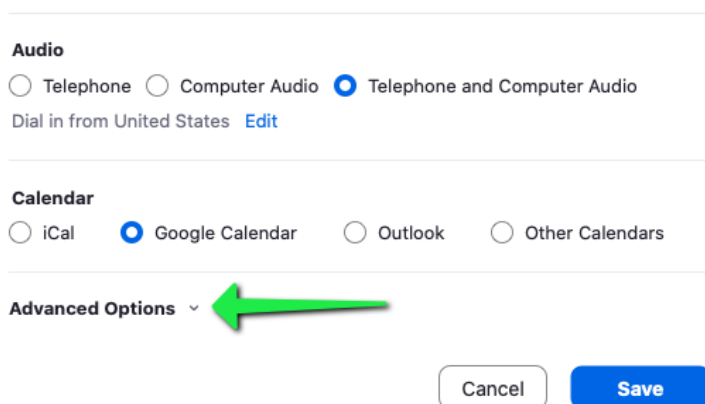 Audio
Telephone Computer Audio Telephone and Computer Audio
Dial in from United States Edit
Calendar
iCal Google Calendar Outlook Other Calendars
Advanced Options
Cancel Save